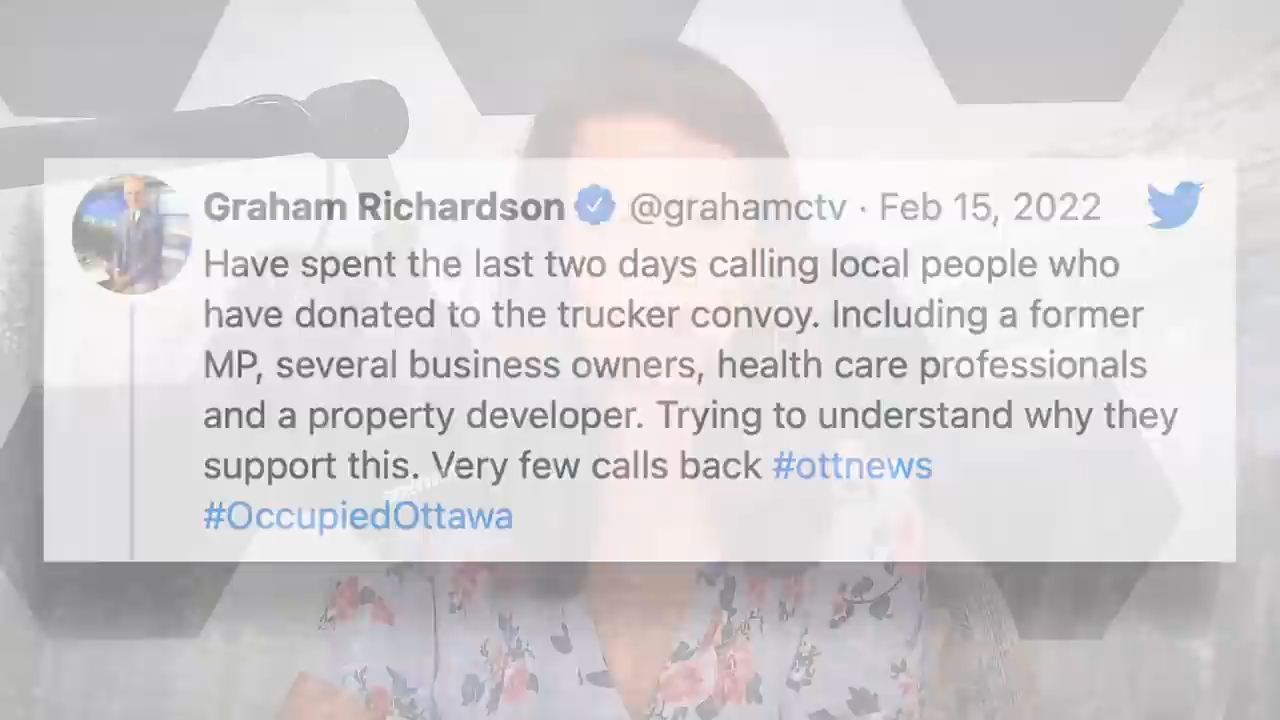 Graham Richardson @grahamctv · Feb 15, 2022
Have spent the last two days calling local people who
have donated to the trucker convoy. Including a former
MP, several business owners, health care professionals
and a property developer. Trying to understand why they
support this. Very few calls back #ottnews
#OccupiedOttawa